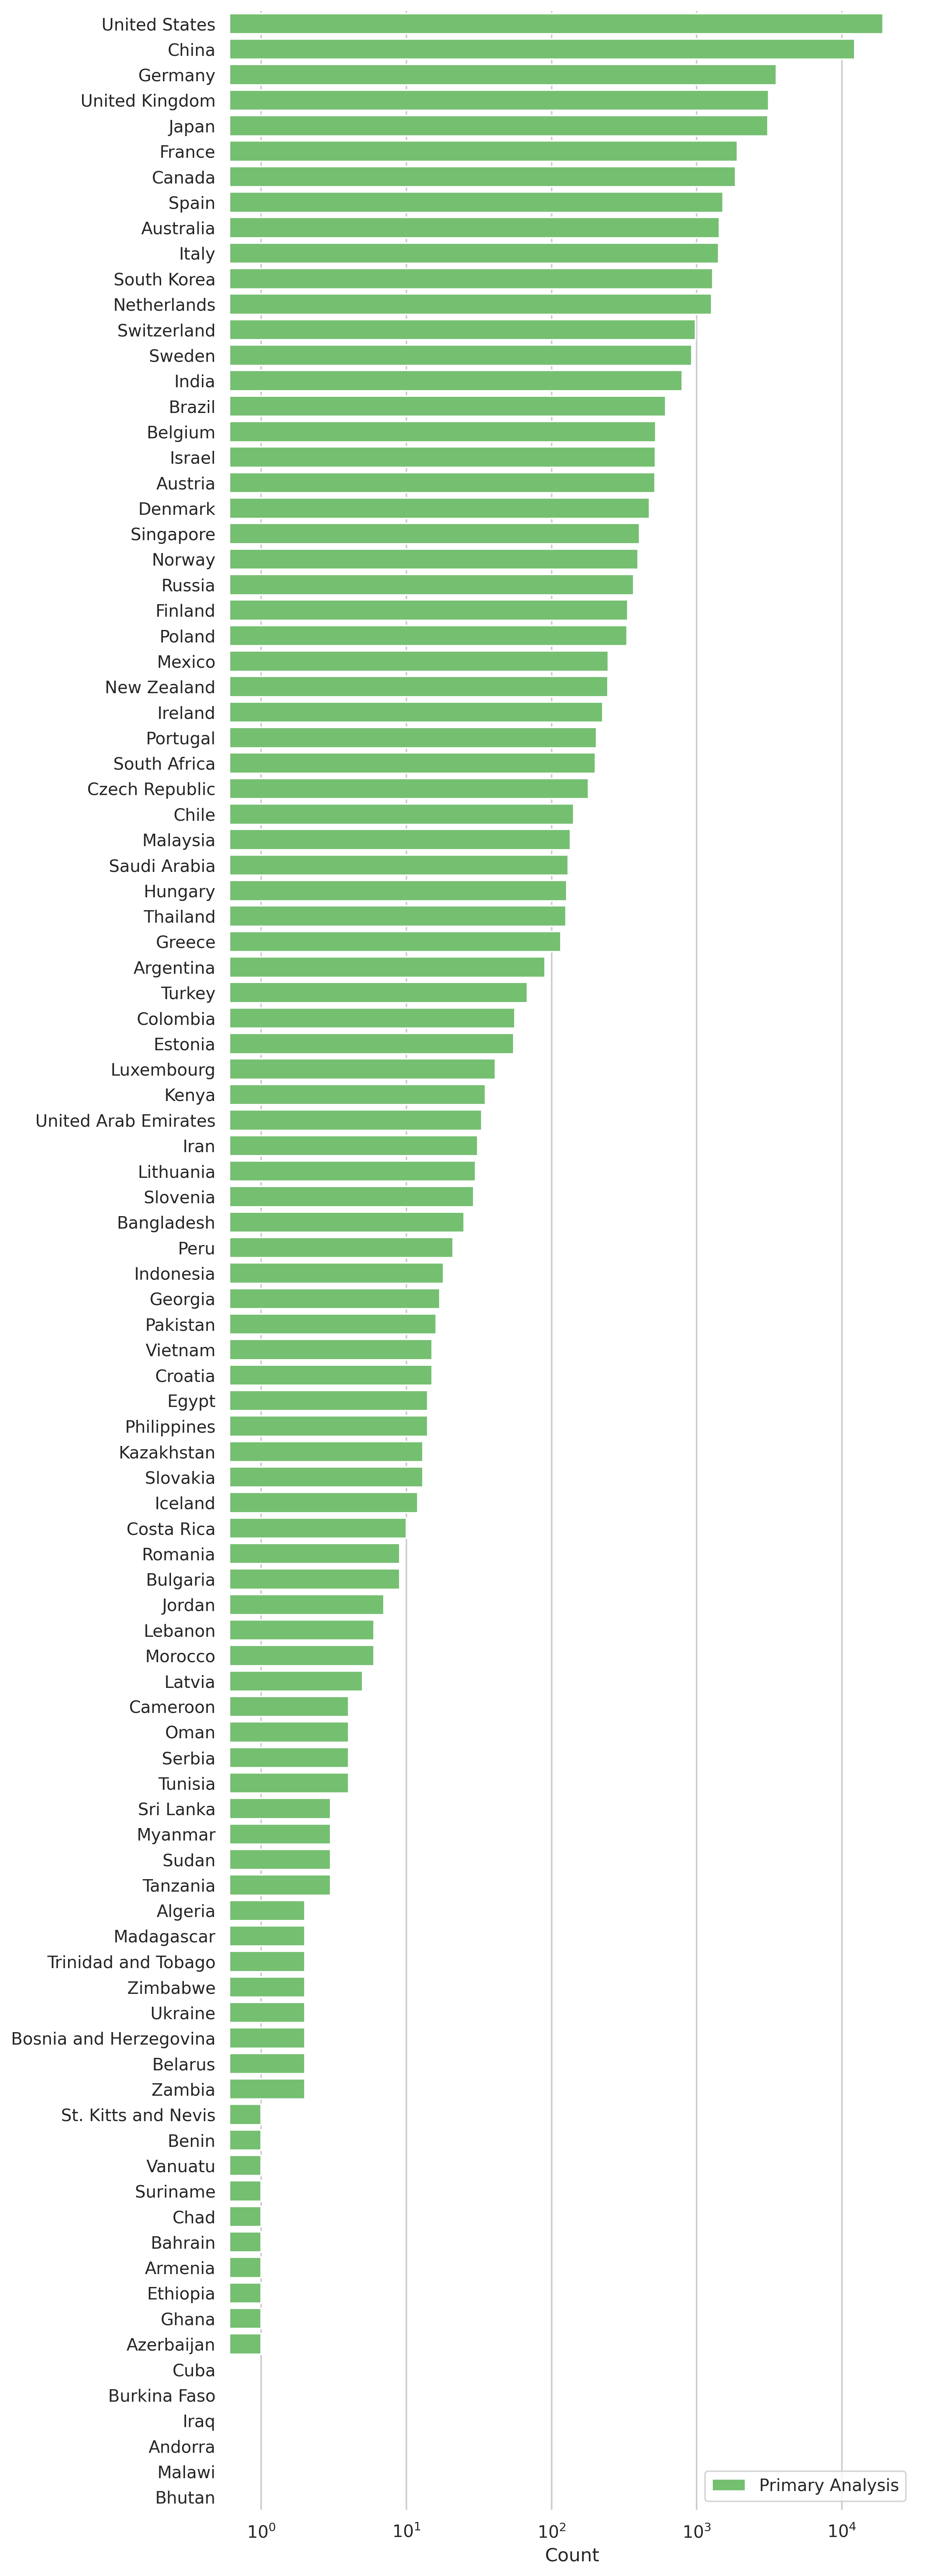 United States
China
Germany
United Kingdom
Japan
France
Canada
Spain
Australia
Italy
South Korea
Netherlands
Switzerland
Sweden
India
Brazil
Belgium
Israel
Austria
Denmark
Singapore
Norway
Russia
Finland
Poland
Mexico
New Zealand
Ireland
Portugal
South Africa
Czech Republic
Chile
Malaysia
Saudi Arabia
Hungary
Thailand
Greece
Argentina
Turkey
Colombia
Estonia
Luxembourg
Kenya
United Arab Emirates
Iran
Lithuania
Slovenia
Bangladesh
Peru
Indonesia
Georgia
Pakistan
Vietnam
Croatia
Egypt
Philippines
Kazakhstan
Slovakia
Iceland
Costa Rica
Romania
Bulgaria
Jordan
Lebanon
Morocco
Latvia
Cameroon
Oman
Serbia
Tunisia
Sri Lanka
Myanmar
Sudan
Tanzania
Algeria
Madagascar
Trinidad and Tobago
Zimbabwe
Ukraine
Bosnia and Herzegovina
Belarus
Zambia
St. Kitts and Nevis
Benin
Vanuatu
Suriname
Chad
Bahrain
Armenia
Ethiopia
Ghana
Azerbaijan
Cuba
Burkina Faso
Iraq
Andorra
Malawi
Bhutan
Primary Analysis
10⁰ 10¹ 10² 10³ 10⁴
Count